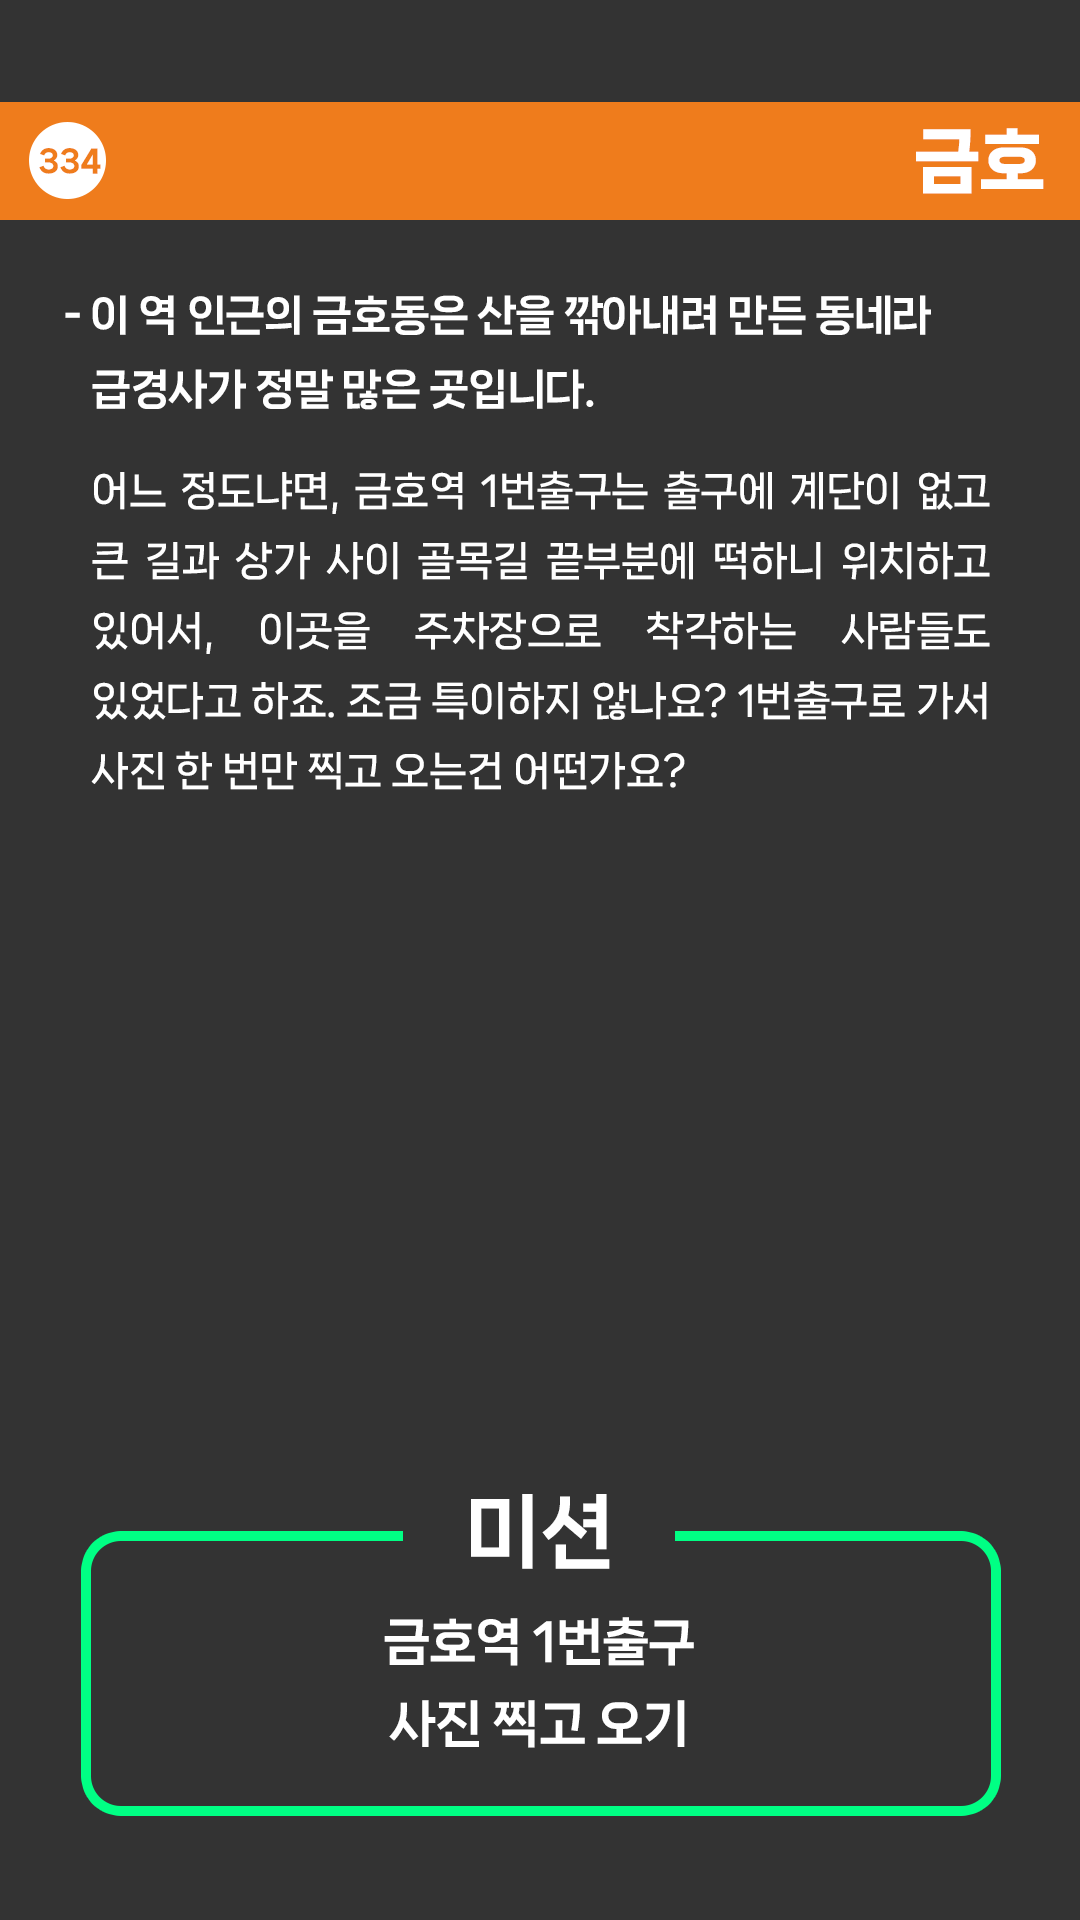 334
금호
- 이 역 인근의 금호동은 산을 깎아내려 만든 동네라
급경사가 정말 많은 곳입니다.
어느 정도냐면, 금호역 1번출구는 출구에 계단이 없고
큰 길과 상가 사이 골목길 끝부분에 떡하니 위치하고
있어서, 이곳을 주차장으로 착각하는 사람들도
있었다고 하죠. 조금 특이하지 않나요? 1번출구로 가서
사진 한 번만 찍고 오는건 어떤가요?
미션
금호역 1번출구
사진 찍고 오기